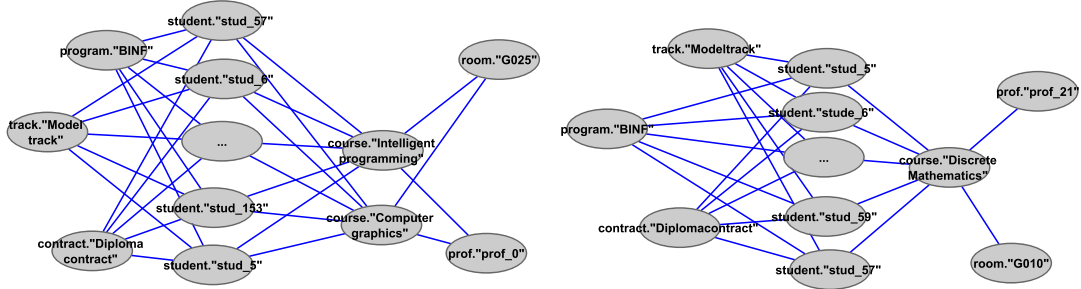 student."stud_57"
program."BINF"
student."stud_6"
room."G025"
track."Model
track"
...
course."Intelligent
programming"
student."stud_153"
course."Computer
graphics"
contract."Diploma
contract"
student."stud_5"
prof."prof_0"
track."Modeltrack"
student."stud_5"
prof."prof_21"
student."stude_6"
program."BINF"
...
course."Discrete
Mathematics"
student."stud_59"
contract."Diplomacontract"
student."stud_57"
room."G010"